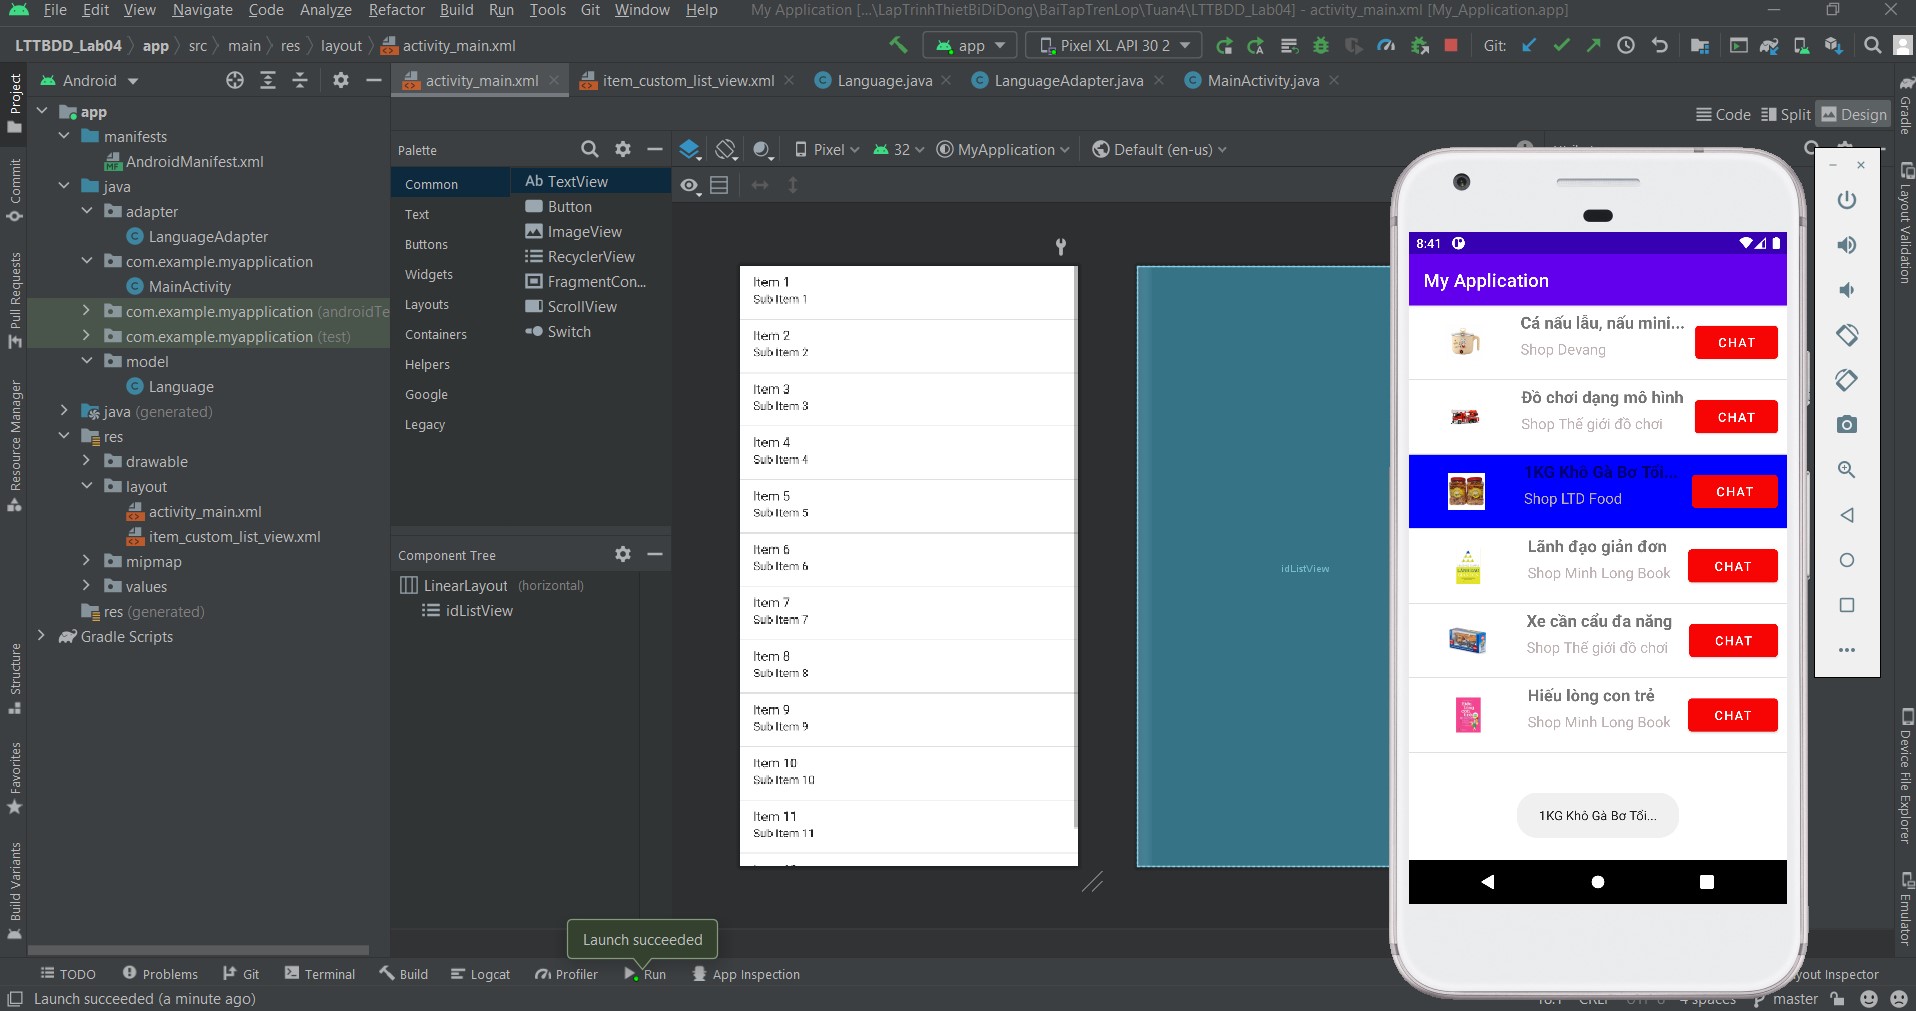 File Edit View Navigate Code Analyze Refactor Build Run Tools Git Window Help My Application [...\LapTrinhThietBiDiDong\BaiTapTrenLop\Tuan4\LTTBDD_Lab04] - activity_main.xml [My_Application.app]
LTTBDD_Lab04 app src main res layout activity_main.xml app Pixel XL API 30 2 Git:
Android activity_main.xml item_custom_list_view.xml Language.java LanguageAdapter.java MainActivity.java
Code Split Design
Project
Commit
Pull Requests
Resource Manager
Structure
Favorites
Build Variants
app
manifests
AndroidManifest.xml
java
adapter
LanguageAdapter
com.example.myapplication
MainActivity
com.example.myapplication (androidTe
com.example.myapplication (test)
model
Language
java (generated)
res
drawable
layout
activity_main.xml
item_custom_list_view.xml
mipmap
values
res (generated)
Gradle Scripts
Palette
Common
Text
Buttons
Widgets
Layouts
Containers
Helpers
Google
Legacy
Ab TextView
Button
ImageView
RecyclerView
FragmentCon...
ScrollView
Switch
Component Tree
LinearLayout (horizontal)
idListView
Pixel 32 MyApplication Default (en-us)
Item 1
Sub Item 1
Item 2
Sub Item 2
Item 3
Sub Item 3
Item 4
Sub Item 4
Item 5
Sub Item 5
Item 6
Sub Item 6
Item 7
Sub Item 7
Item 8
Sub Item 8
Item 9
Sub Item 9
Item 10
Sub Item 10
Item 11
Sub Item 11
idListView
8:41
My Application
Cá nấu lẩu, nấu mini...
Shop Devang
CHAT
Đồ chơi dạng mô hình
Shop Thế giới đồ chơi
CHAT
1KG Khô Gà Bơ Tỏi...
Shop LTD Food
CHAT
Lãnh đạo giản đơn
Shop Minh Long Book
CHAT
Xe cần cẩu đa năng
Shop Thế giới đồ chơi
CHAT
Hiếu lòng con trẻ
Shop Minh Long Book
CHAT
1KG Khô Gà Bơ Tỏi...
Gradle
Layout Validation
Device File Explorer
Emulator
Launch succeeded
TODO Problems Git Terminal Build Logcat Profiler Run App Inspection yout Inspector
Launch succeeded (a minute ago) 4 spaces master